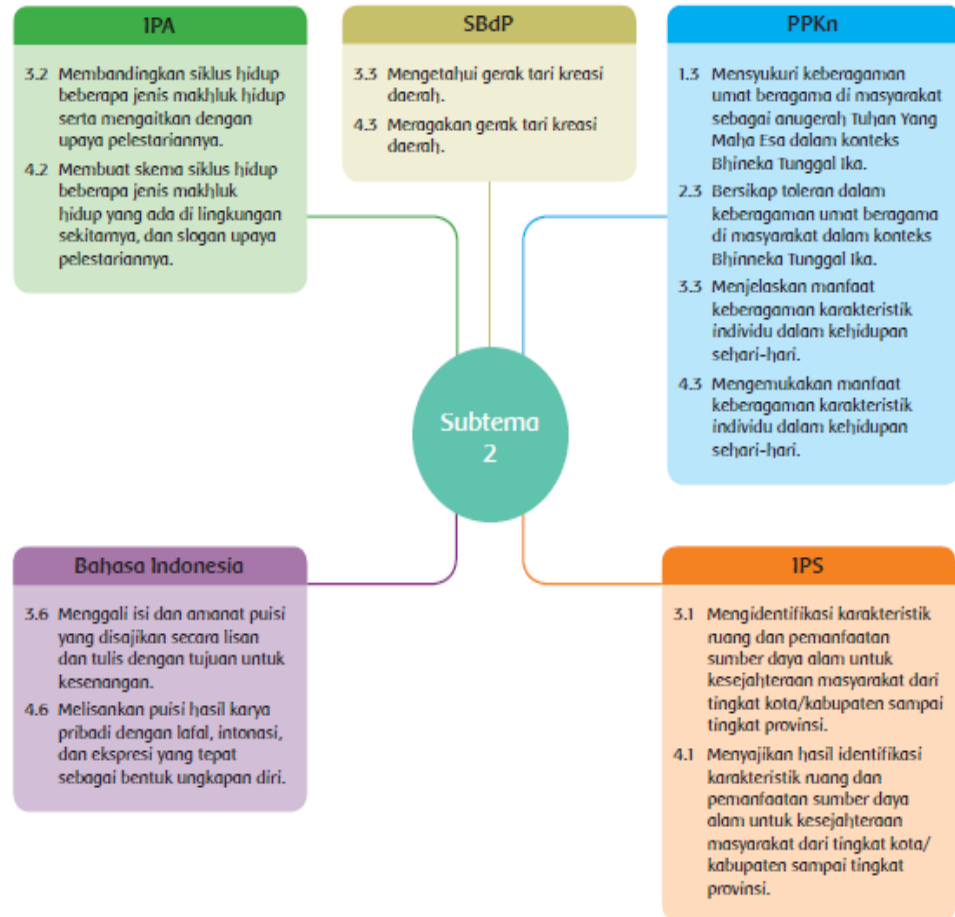 IPA
3.2 Membandingkan siklus hidup
beberapa jenis makhluk hidup
serta mengaitkan dengan
upaya pelestariannya.
4.2 Membuat skema siklus hidup
beberapa jenis makhluk
hidup yang ada di lingkungan
sekitarnya, dan slogan upaya
pelestariannya.
SBdP
3.3 Mengetahui gerak tari kreasi
daerah.
4.3 Meragakan gerak tari kreasi
daerah.
PPKn
1.3 Mensyukuri keberagaman
umat beragama di masyarakat
sebagai anugerah Tuhan Yang
Maha Esa dalam konteks
Bhineka Tunggal Ika.
2.3 Bersikap toleran dalam
keberagaman umat beragama
di masyarakat dalam konteks
Bhinneka Tunggal Ika.
3.3 Menjelaskan manfaat
keberagaman karakteristik
individu dalam kehidupan
sehari-hari.
4.3 Mengemukakan manfaat
keberagaman karakteristik
individu dalam kehidupan
sehari-hari.
Subtema
2
Bahasa Indonesia
3.6 Menggali isi dan amanat puisi
yang disajikan secara lisan
dan tulis dengan tujuan untuk
kesenangan.
4.6 Melisankan puisi hasil karya
pribadi dengan lafal, intonasi,
dan ekspresi yang tepat
sebagai bentuk ungkapan diri.
IPS
3.1 Mengidentifikasi karakteristik
ruang dan pemanfaatan
sumber daya alam untuk
kesejahteraan masyarakat dari
tingkat kota/kabupaten sampai
tingkat provinsi.
4.1 Menyajikan hasil identifikasi
karakteristik ruang dan
pemanfaatan sumber daya
alam untuk kesejahteraan
masyarakat dari tingkat kota/
kabupaten sampai tingkat
provinsi.